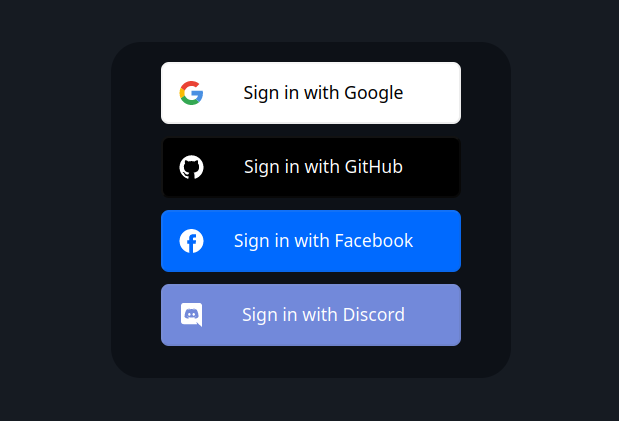 Sign in with Google
Sign in with GitHub
Sign in with Facebook
Sign in with Discord